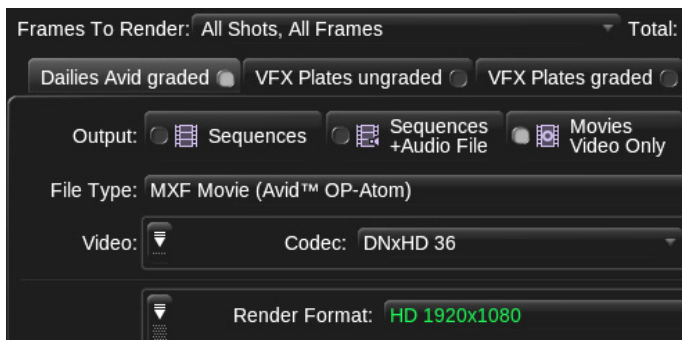 Frames To Render: All Shots, All Frames Total:
Dailies Avid graded VFX Plates ungraded VFX Plates graded
Output: Sequences Sequences +Audio File Movies Video Only
File Type: MXF Movie (Avid™ OP-Atom)
Video: Codec: DNxHD 36
Render Format: HD 1920x1080